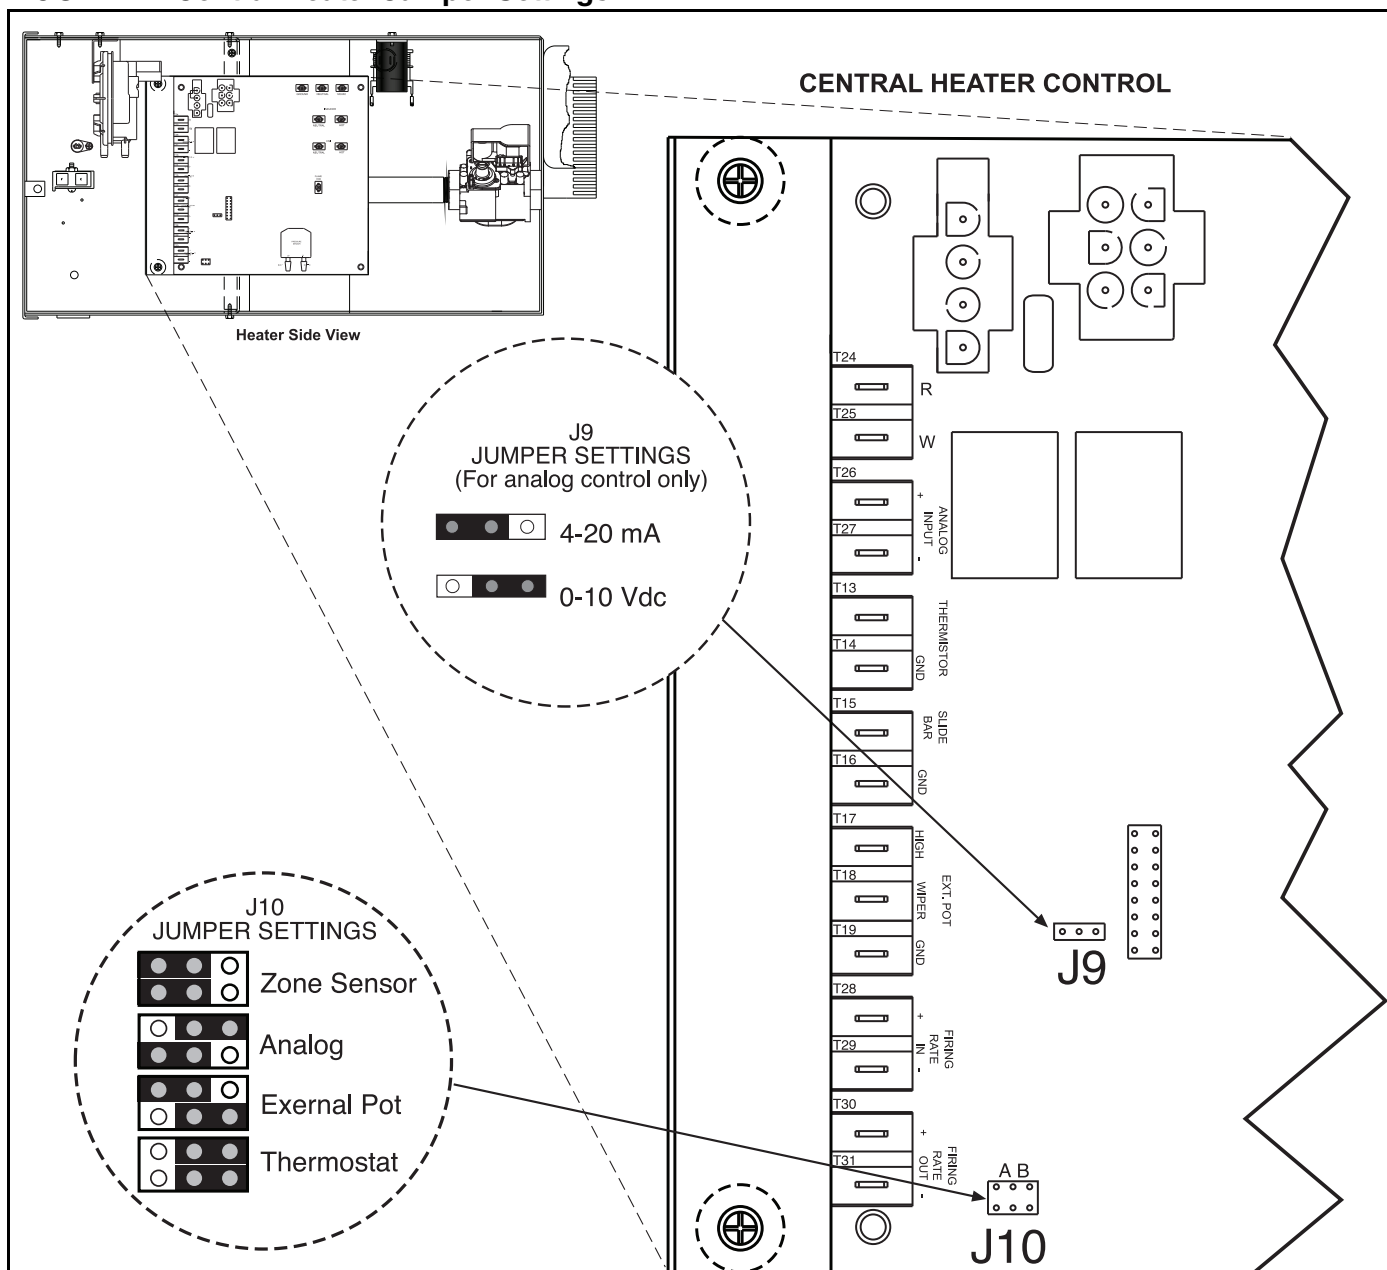 CENTRAL HEATER CONTROL
Heater Side View
J9
JUMPER SETTINGS
(For analog control only)
4-20 mA
0-10 Vdc
J10
JUMPER SETTINGS
Zone Sensor
Analog
Exernal Pot
Thermostat
T24
R
T25
W
T26
+
ANALOG
INPUT
T27
-
T13
THERMISTOR
T14
GND
T15
SLIDE
BAR
T16
GND
T17
HIGH
T18
WIPER
EXT. POT
T19
GND
T28
+
FIRING
RATE
IN
T29
-
T30
+
FIRING
RATE
OUT
T31
-
J9
A B
J10